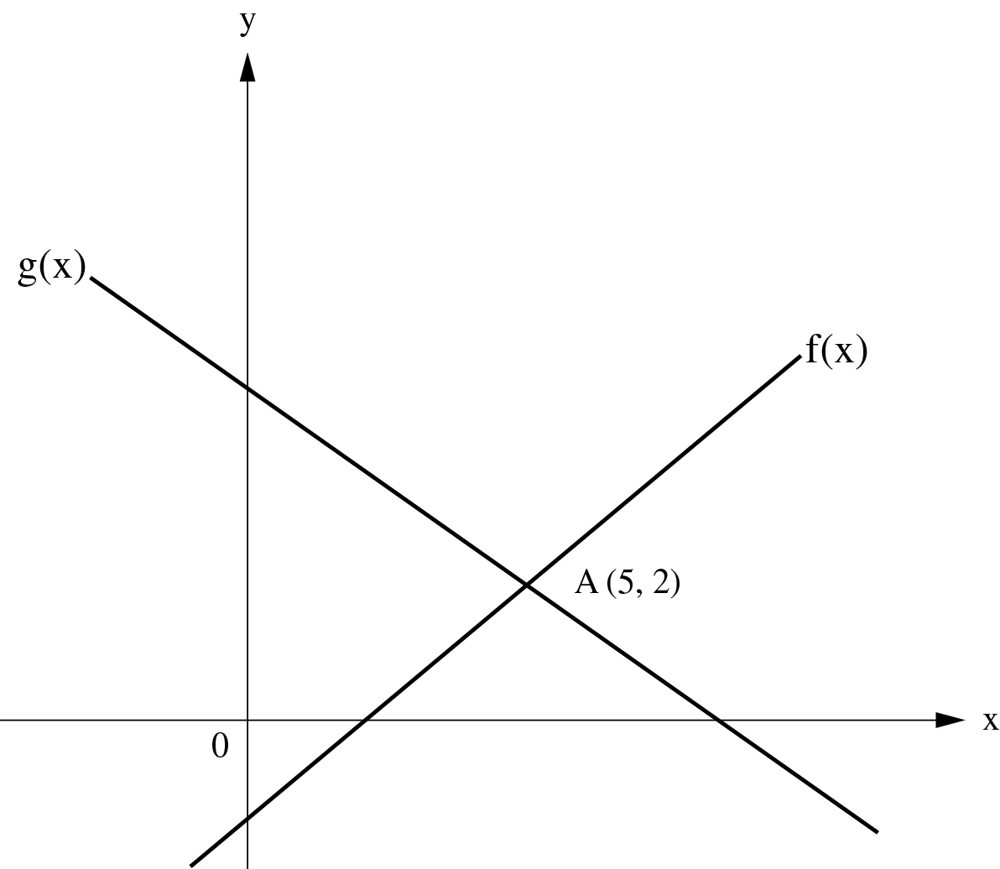 y
g(x)
f(x)
A (5, 2)
x
0